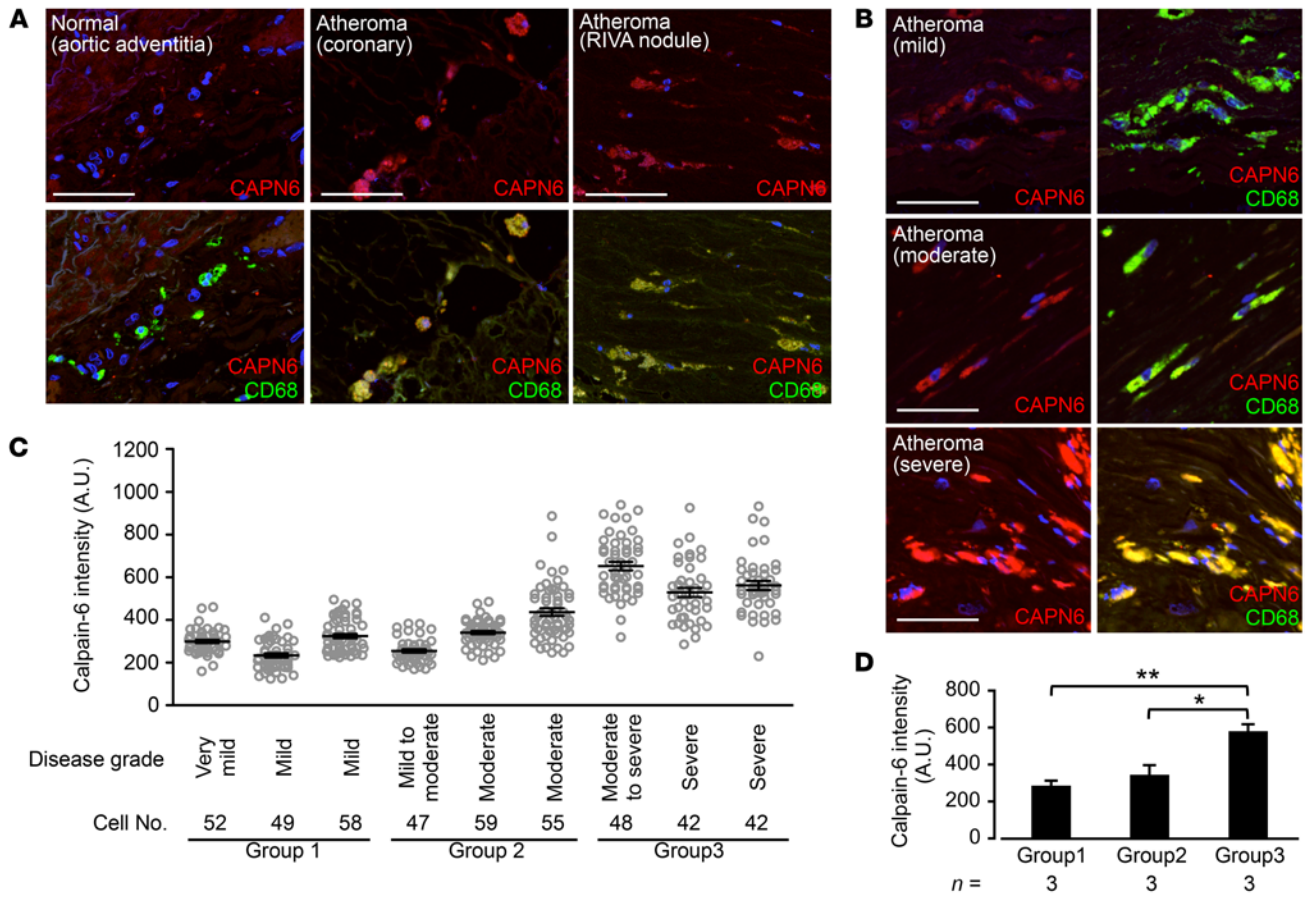 A
Normal
(aortic adventitia)
CAPN6
Atheroma
(coronary)
CAPN6
Atheroma
(RIVA nodule)
CAPN6
CAPN6
CD68
CAPN6
CD68
CAPN6
CD68
B
Atheroma
(mild)
CAPN6
CAPN6
CD68
Atheroma
(moderate)
CAPN6
CAPN6
CD68
Atheroma
(severe)
CAPN6
CAPN6
CD68
C
Calpain-6 intensity (A.U.)
1200
1000
800
600
400
200
0
Disease grade
Very
mild
Mild
Mild
Mild to
moderate
Moderate
Moderate
Moderate
to severe
Severe
Severe
Cell No. 52 49 58 47 59 55 48 42 42
Group 1 Group 2 Group3
D
Calpain-6 intensity
(A.U.)
800
600
400
200
0
**
*
Group1 Group2 Group3
n = 3 3 3